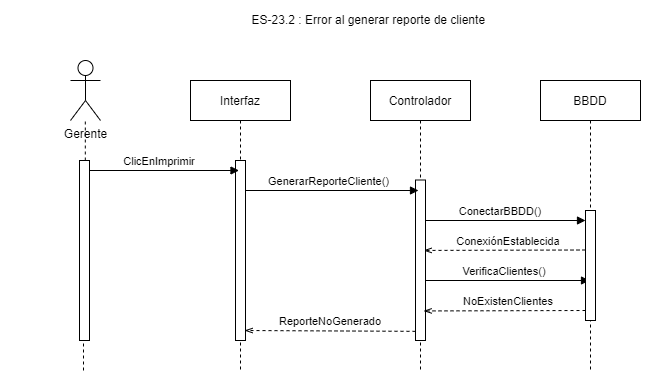 ES-23.2 : Error al generar reporte de cliente
Interfaz
Controlador
BBDD
Gerente
ClicEnImprimir
GenerarReporteCliente()
ConectarBBDD()
ConexiónEstablecida
VerificaClientes()
NoExistenClientes
ReporteNoGenerado